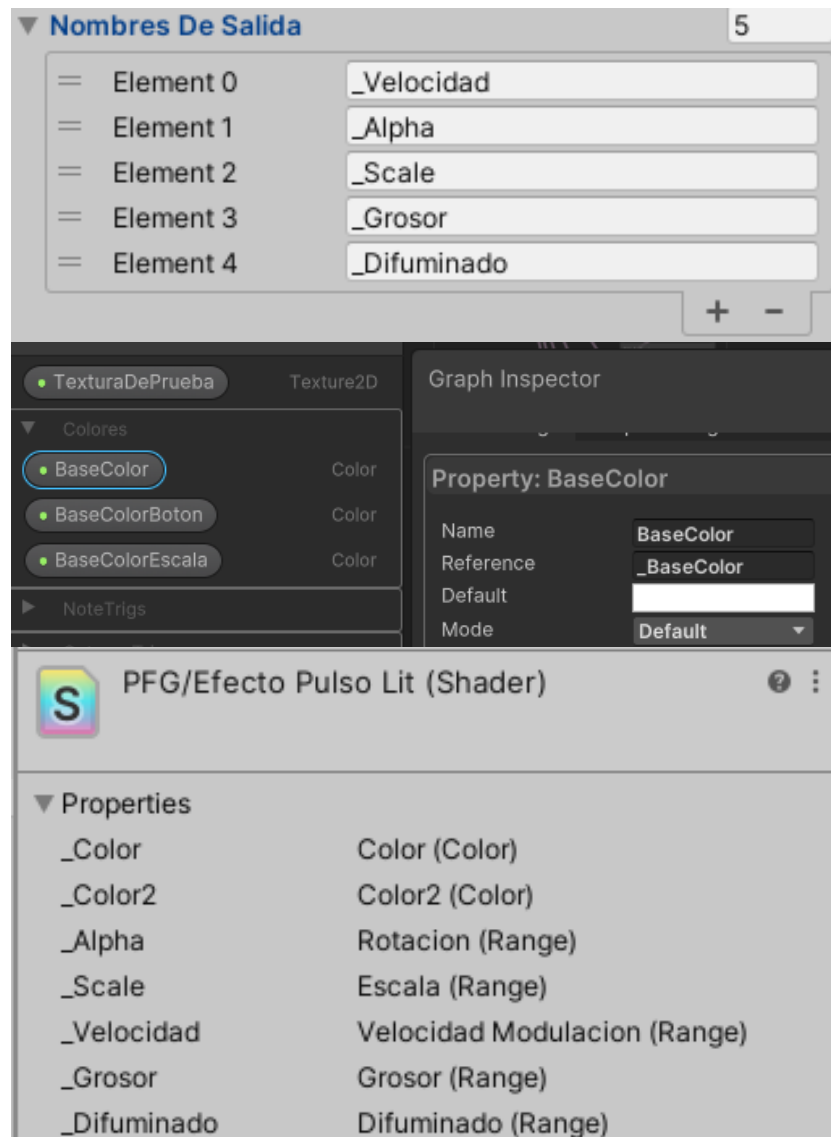 Nombres De Salida 5
Element 0 _Velocidad
Element 1 _Alpha
Element 2 _Scale
Element 3 _Grosor
Element 4 _Difuminado
+ −
TexturaDePrueba Texture2D
Colores
BaseColor Color
BaseColorBoton Color
BaseColorEscala Color
NoteTrigs
Graph Inspector
Property: BaseColor
Name BaseColor
Reference _BaseColor
Default
Mode Default
S PFG/Efecto Pulso Lit (Shader)
Properties
_Color Color (Color)
_Color2 Color2 (Color)
_Alpha Rotacion (Range)
_Scale Escala (Range)
_Velocidad Velocidad Modulacion (Range)
_Grosor Grosor (Range)
_Difuminado Difuminado (Range)